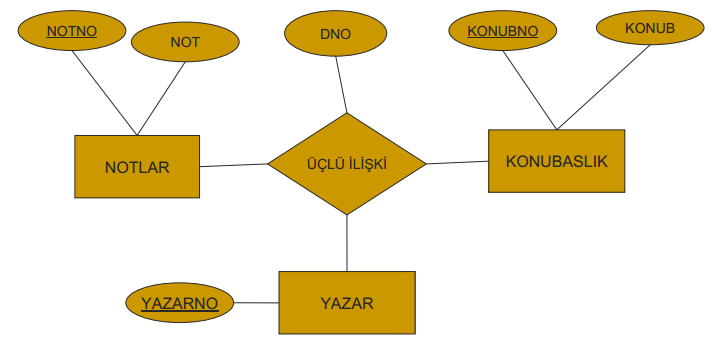 NOTNO
NOT
DNO
KONUBNO
KONUB
NOTLAR
ÜÇLÜ İLİŞKİ
KONUBASLIK
YAZARNO
YAZAR